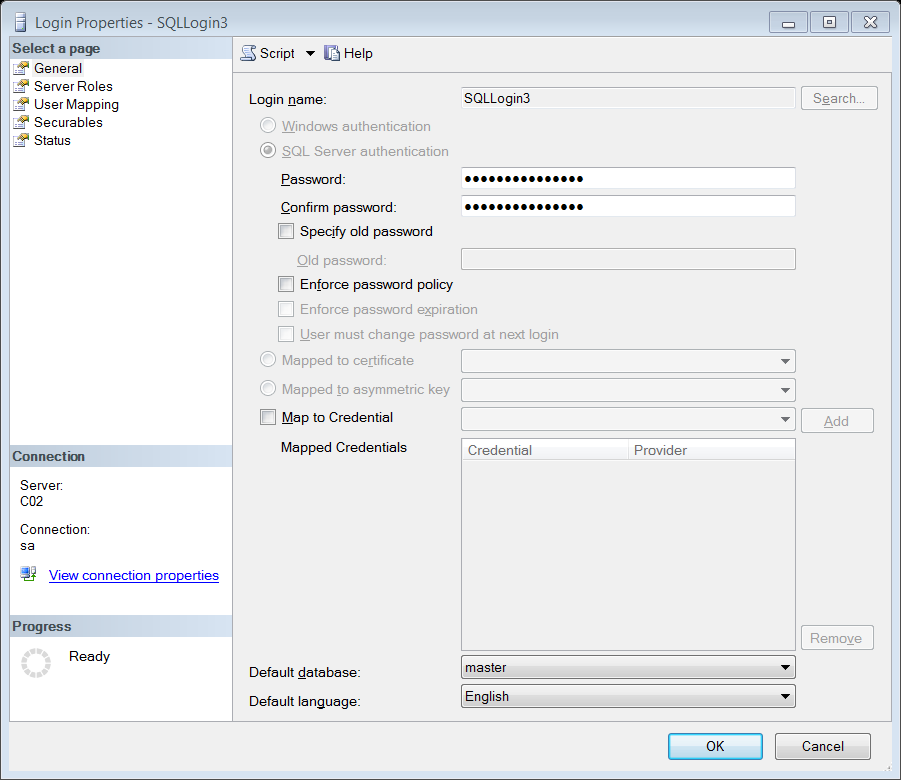 Login Properties - SQLLogin3
Select a page
General
Server Roles
User Mapping
Securables
Status
Connection
Server:
C02
Connection:
sa
View connection properties
Progress
Ready
Script
Help
Login name:
SQLLogin3
Search...
Windows authentication
SQL Server authentication
Password:
●●●●●●●●●●●●●●●
Confirm password:
●●●●●●●●●●●●●●●
Specify old password
Old password:
Enforce password policy
Enforce password expiration
User must change password at next login
Mapped to certificate
Mapped to asymmetric key
Map to Credential
Add
Mapped Credentials
Credential Provider
Remove
Default database:
master
Default language:
English
OK
Cancel